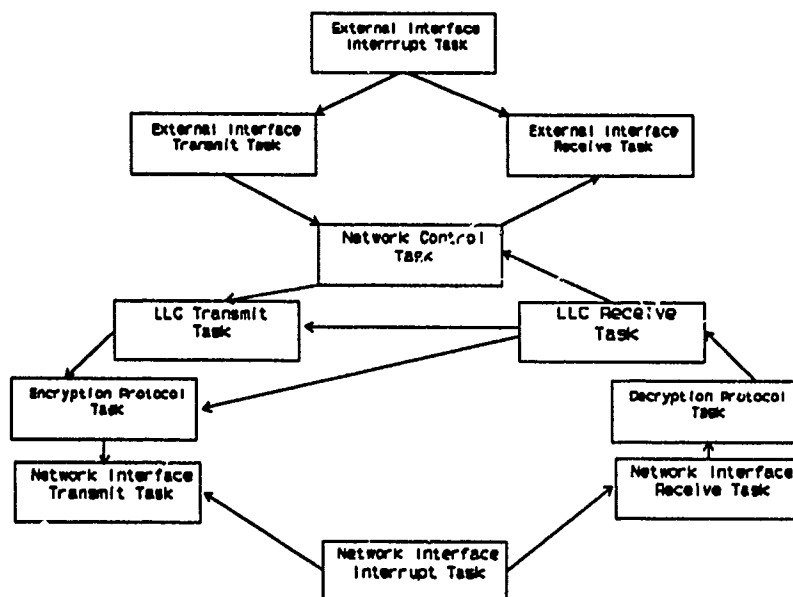 External Interface
Interrrupt Task
External Interface
Transmit Task
External Interface
Receive Task
Network Control
Task
LLC Transmit
Task
LLC Receive
Task
Encryption Protocol
Task
Decryption Protocol
Task
Network Interface
Transmit Task
Network Interface
Receive Task
Network Interface
Interrupt Task